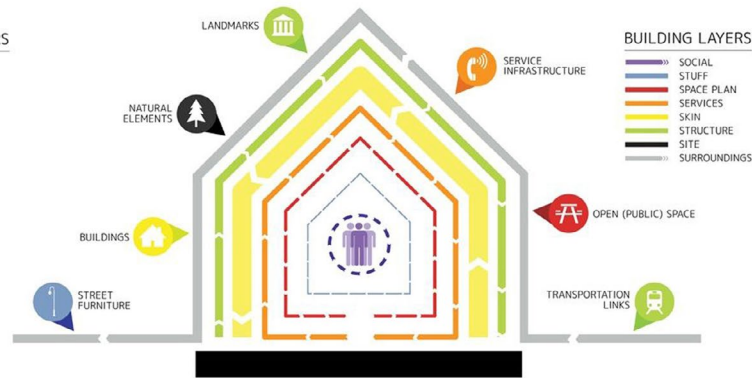 LANDMARKS
SERVICE
INFRASTRUCTURE
NATURAL
ELEMENTS
BUILDINGS
OPEN (PUBLIC) SPACE
STREET
FURNITURE
TRANSPORTATION
LINKS
BUILDING LAYERS
SOCIAL
STUFF
SPACE PLAN
SERVICES
SKIN
STRUCTURE
SITE
SURROUNDINGS